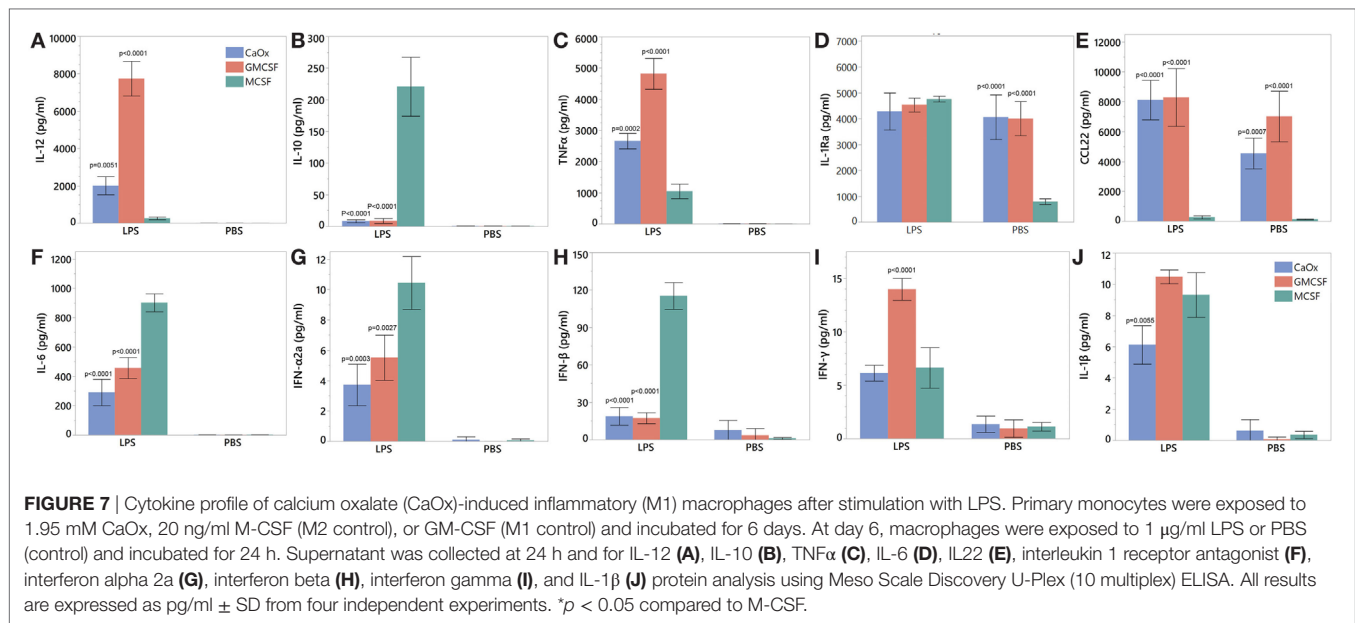 A
10000
8000
6000
4000
2000
0
IL-12 (pg/ml)
p=0.0051
p<0.0001
CaOx
GMCSF
MCSF
LPS PBS
B
300
250
200
150
100
50
0
IL-10 (pg/ml)
P<0.0001
P<0.0001
LPS PBS
C
6000
5000
4000
3000
2000
1000
0
TNFα (pg/ml)
p=0.0002
p<0.0001
LPS PBS
D
7000
6000
5000
4000
3000
2000
1000
0
IL-1Ra (pg/ml)
p<0.0001 p<0.0001
LPS PBS
E
12000
10000
8000
6000
4000
2000
0
CCL22 (pg/ml)
p<0.0001 p<0.0001
p=0.0007
p<0.0001
LPS PBS
F
1200
1000
800
600
400
200
0
IL-6 (pg/ml)
p<0.0001
p<0.0001
LPS PBS
G
12
10
8
6
4
2
0
IFN-α2a (pg/ml)
p=0.0003
p=0.0027
LPS PBS
H
150
120
90
60
30
0
IFN-β (pg/ml)
p<0.0001 p<0.0001
LPS PBS
I
15
10
5
0
IFN-γ (pg/ml)
p<0.0001
LPS PBS
J
12
10
8
6
4
2
0
IL-1β (pg/ml)
p=0.0055
CaOx
GMCSF
MCSF
LPS PBS
FIGURE 7 | Cytokine profile of calcium oxalate (CaOx)-induced inflammatory (M1) macrophages after stimulation with LPS. Primary monocytes were exposed to
1.95 mM CaOx, 20 ng/ml M-CSF (M2 control), or GM-CSF (M1 control) and incubated for 6 days. At day 6, macrophages were exposed to 1 μg/ml LPS or PBS
(control) and incubated for 24 h. Supernatant was collected at 24 h and for IL-12 (A), IL-10 (B), TNFα (C), IL-6 (D), IL22 (E), interleukin 1 receptor antagonist (F),
interferon alpha 2a (G), interferon beta (H), interferon gamma (I), and IL-1β (J) protein analysis using Meso Scale Discovery U-Plex (10 multiplex) ELISA. All results
are expressed as pg/ml ± SD from four independent experiments. *p < 0.05 compared to M-CSF.